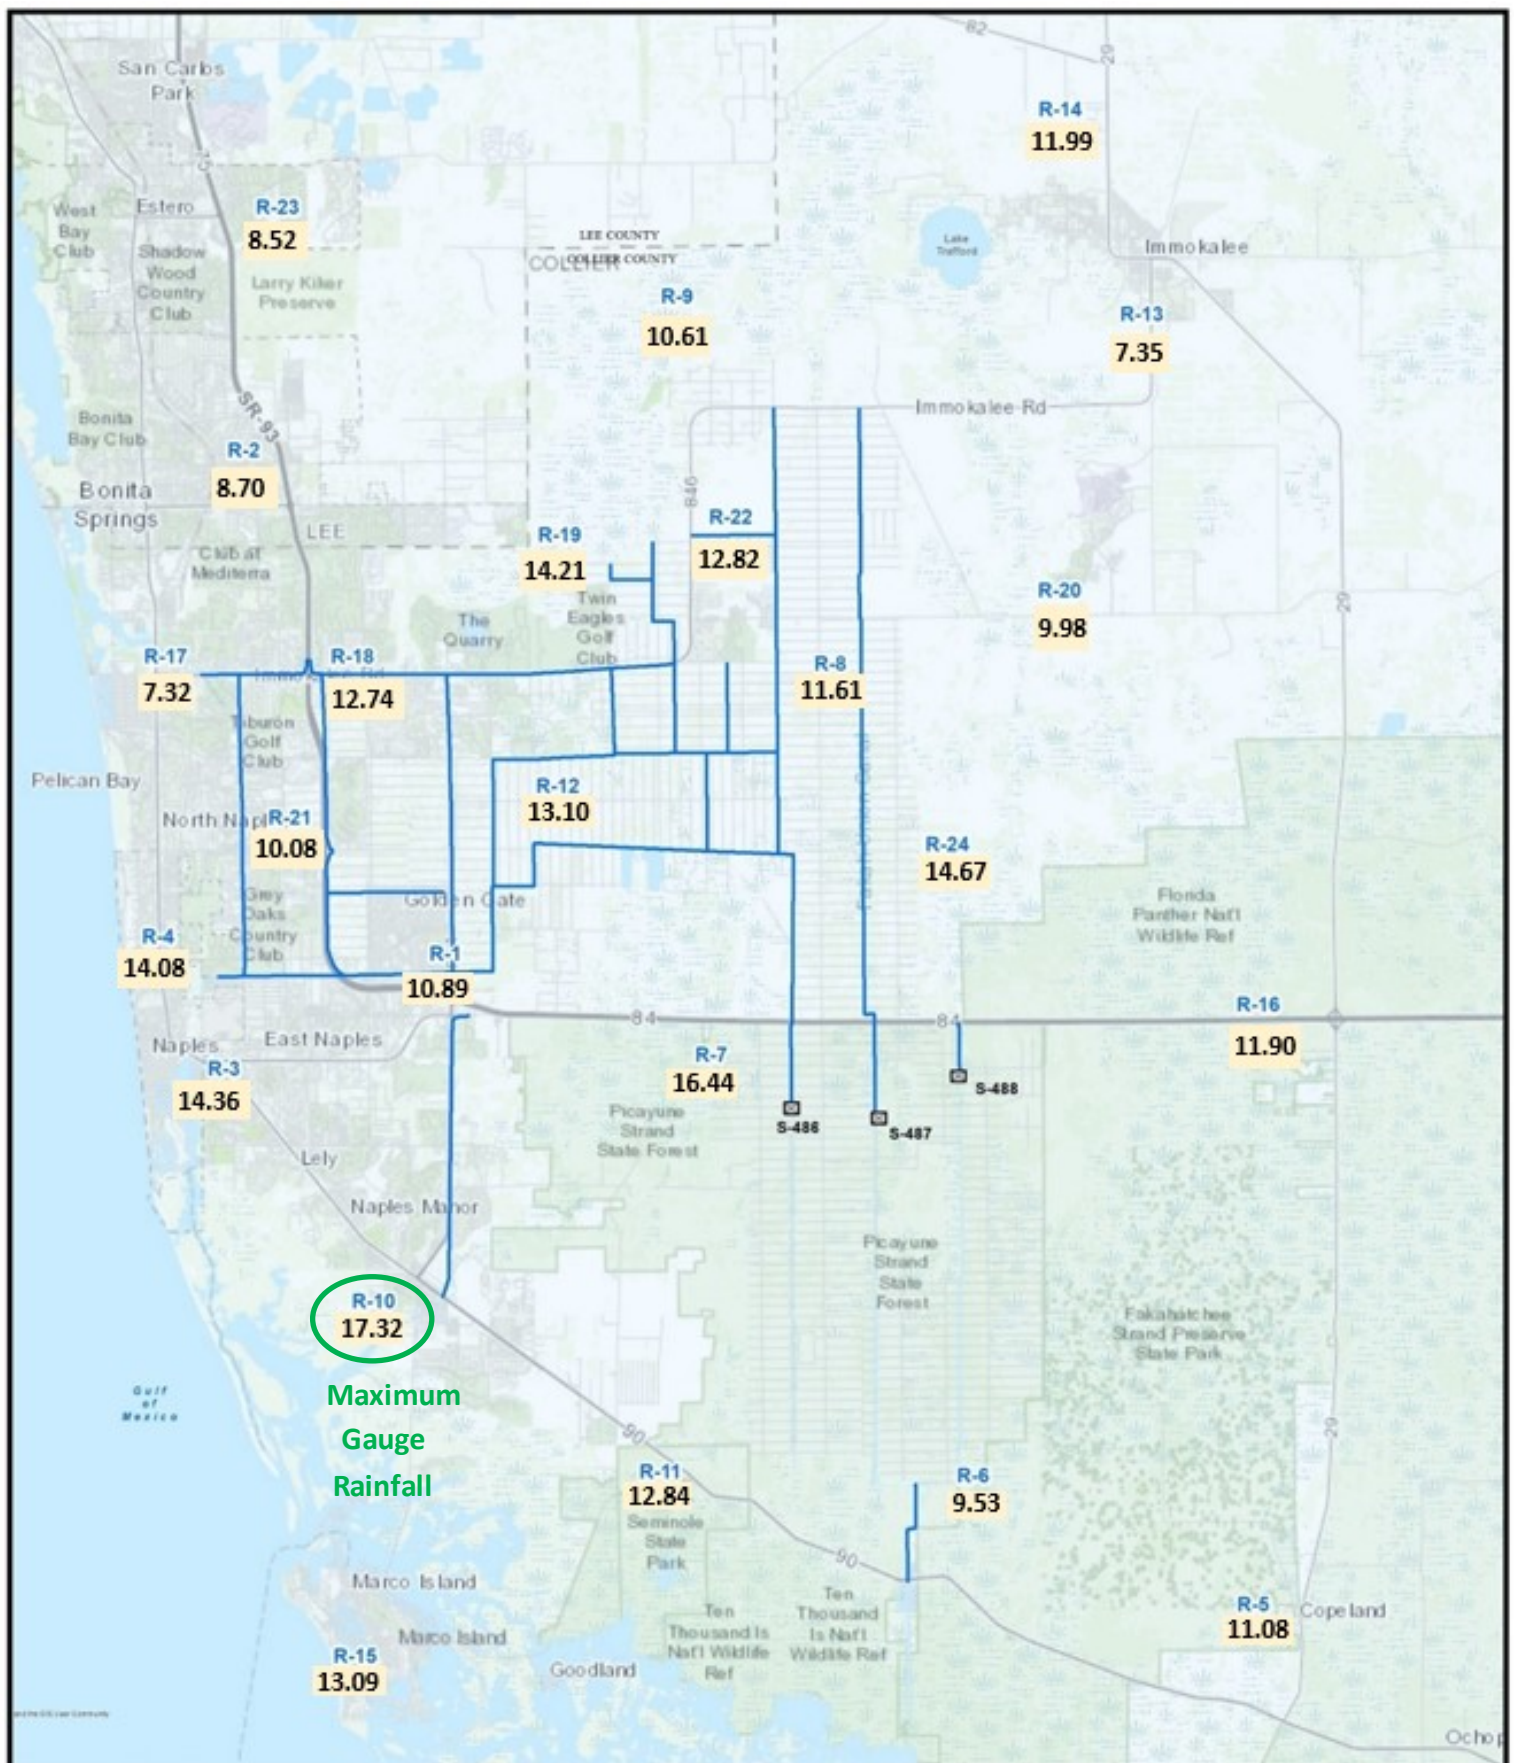 82
29
San Carlos
Park
R-14
11.99
West
Bay
Club
Estero
R-23
8.52
Shadow
Wood
Country
Club
Larry Kiker
Preserve
LEE COUNTY
COLLIER COUNTY
COLLIER
Lake
Trafford
Immokalee
R-9
10.61
R-13
7.35
SR-93
Immokalee Rd
Bonita
Bay Club
R-2
8.70
Bonita
Springs
LEE
846
R-22
12.82
R-19
14.21
Club at
Mediterra
Twin
Eagles
Golf
Club
The
Quarry
R-20
9.98
29
R-17
7.32
R-18
12.74
R-8
11.61
Tiburon
Golf
Club
Pelican Bay
R-12
13.10
R-21
10.08
R-24
14.67
Grey
Oaks
Country
Club
Golden Gate
Florida
Panther Nat'l
Wildlife Ref
R-4
14.08
R-1
10.89
84
84
R-16
11.90
Naples
East Naples
R-3
14.36
R-7
16.44
S-488
S-486
S-487
Picayune
Strand
State Forest
Lely
Naples Manor
Picayune
Strand
State
Forest
R-10
17.32
Fakahatchee
Strand Preserve
State Park
Maximum
Gauge
Rainfall
Gulf
of
Mexico
90
29
R-11
12.84
Seminole
State
Park
R-6
9.53
90
Marco Island
Marco Island
R-15
13.09
Goodland
Ten
Thousand Is
Nat'l Wildlife
Ref
Ten
Thousand
Is Nat'l
Wildlife Ref
R-5
11.08
Copeland